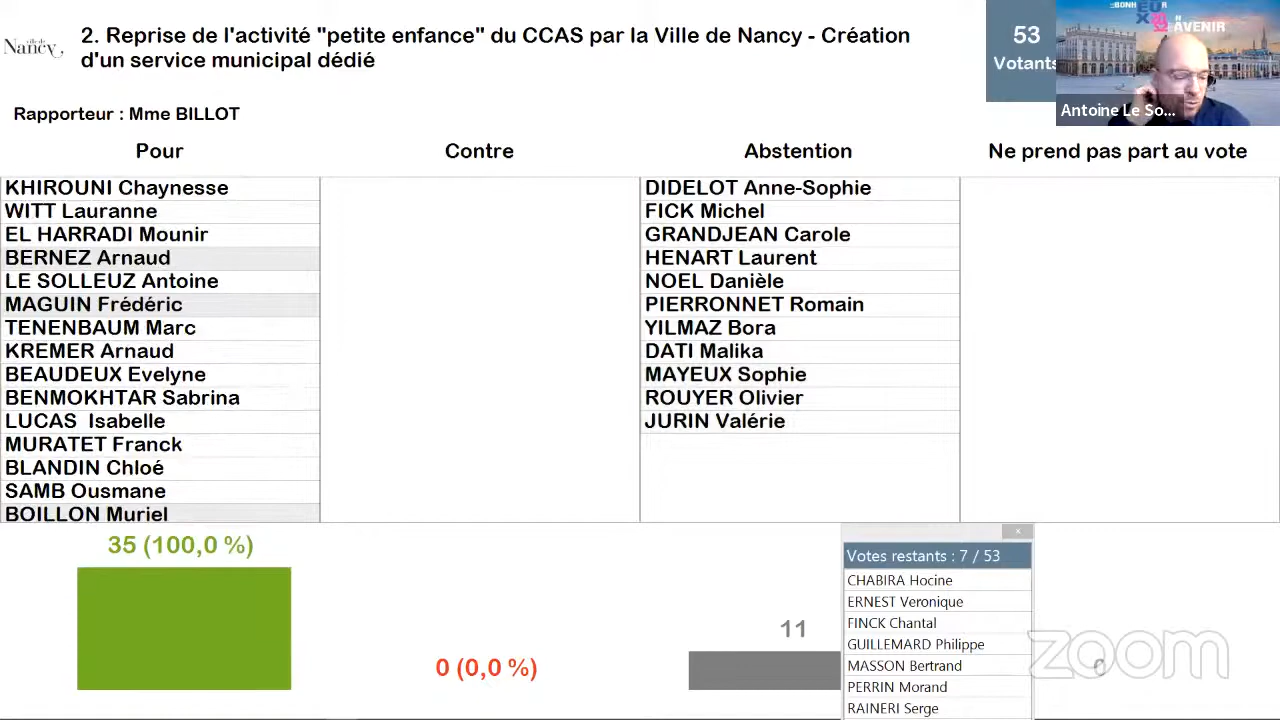 ville de
Nancy,
2. Reprise de l'activité "petite enfance" du CCAS par la Ville de Nancy - Création
d'un service municipal dédié
53
Votants
Antoine Le So...
Rapporteur : Mme BILLOT
Pour
Contre
Abstention
Ne prend pas part au vote
KHIROUNI Chaynesse
WITT Lauranne
EL HARRADI Mounir
BERNEZ Arnaud
LE SOLLEUZ Antoine
MAGUIN Frédéric
TENENBAUM Marc
KREMER Arnaud
BEAUDEUX Evelyne
BENMOKHTAR Sabrina
LUCAS Isabelle
MURATET Franck
BLANDIN Chloé
SAMB Ousmane
BOILLON Muriel
DIDELOT Anne-Sophie
FICK Michel
GRANDJEAN Carole
HENART Laurent
NOEL Danièle
PIERRONNET Romain
YILMAZ Bora
DATI Malika
MAYEUX Sophie
ROUYER Olivier
JURIN Valérie
35 (100,0 %)
0 (0,0 %)
11
0
Votes restants : 7 / 53
CHABIRA Hocine
ERNEST Veronique
FINCK Chantal
GUILLEMARD Philippe
MASSON Bertrand
PERRIN Morand
RAINERI Serge
zoom